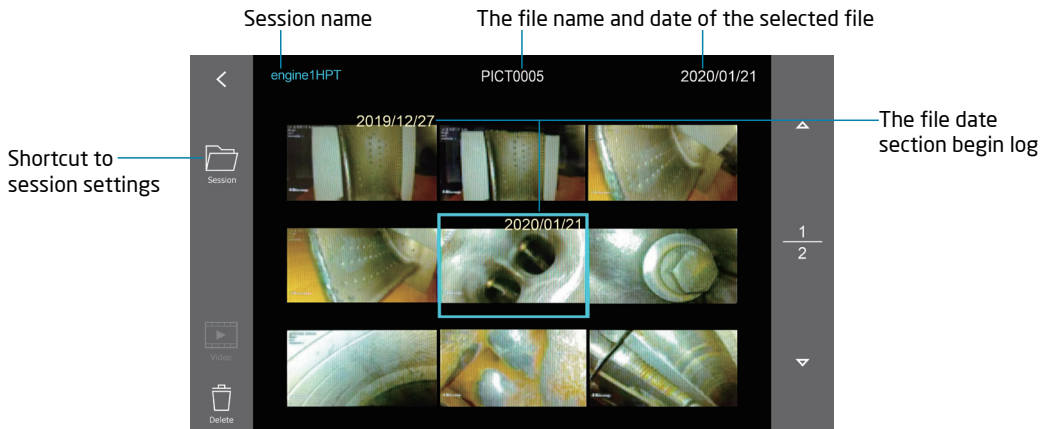 Session name
The file name and date of the selected file
engine1HPT
PICT0005
2020/01/21
2019/12/27
The file date
section begin log
Shortcut to
session settings
Session
2020/01/21
1
2
Video
Delete